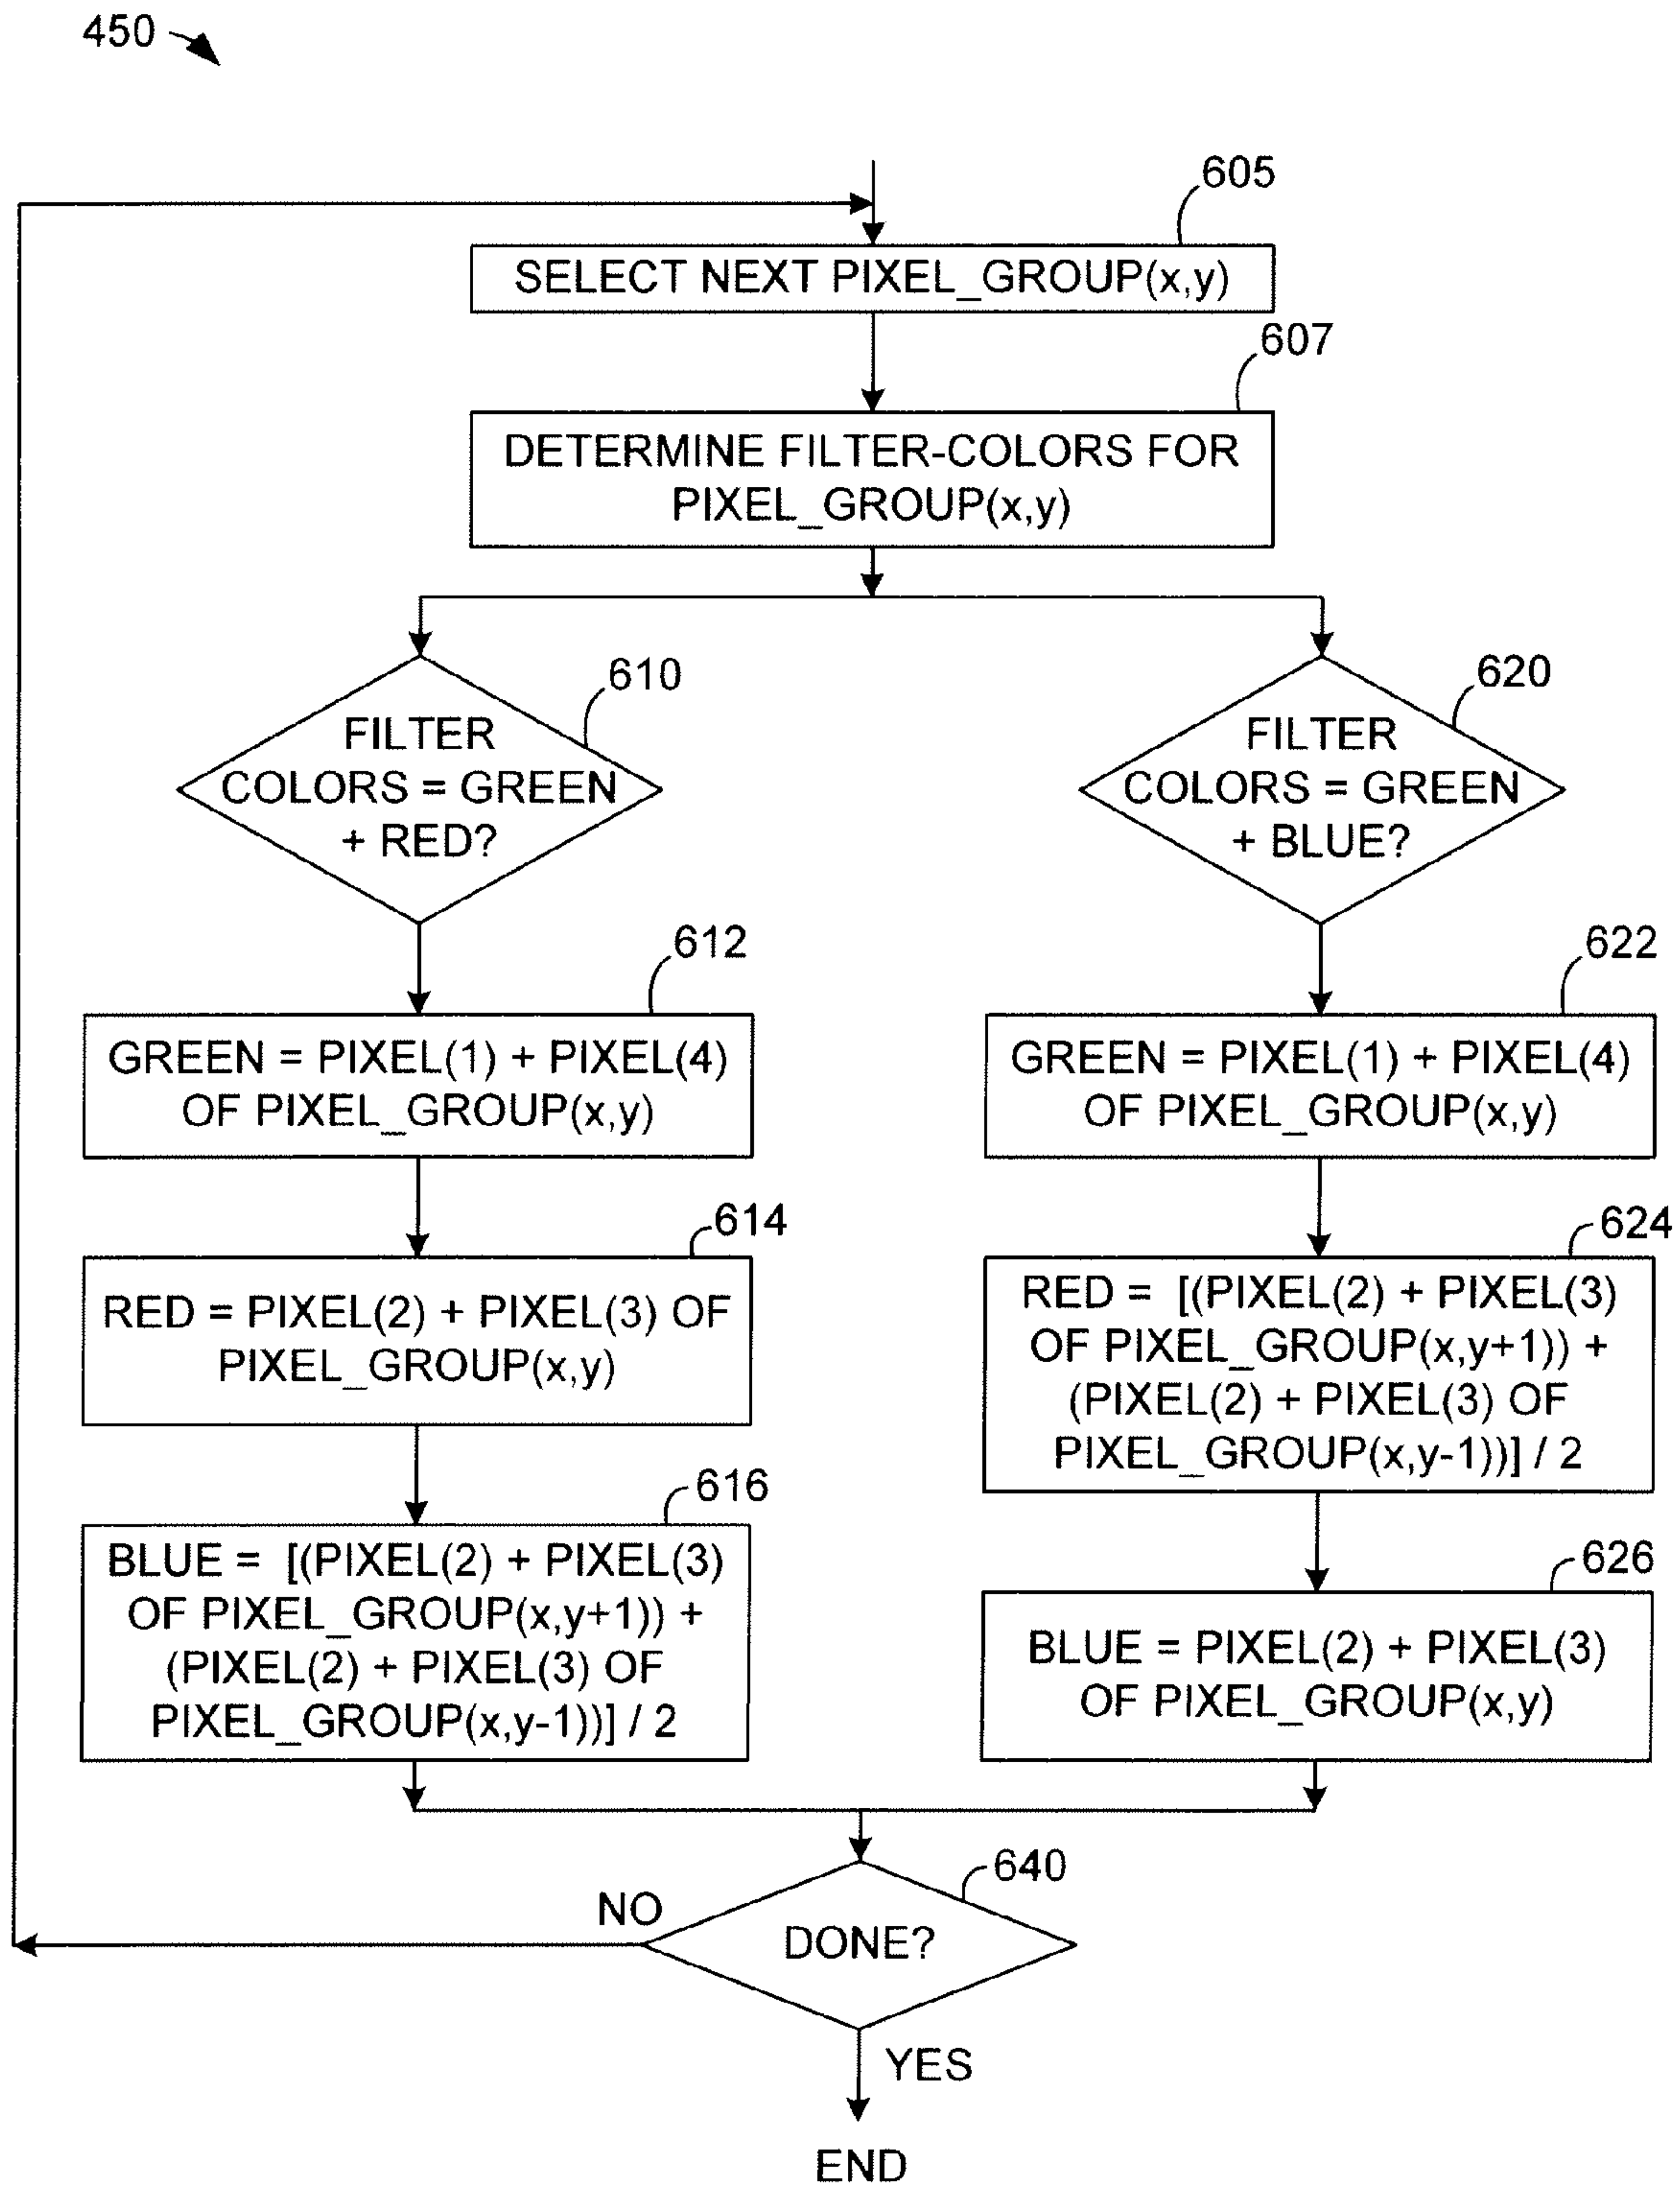 450
605
SELECT NEXT PIXEL_GROUP(x,y)
607
DETERMINE FILTER-COLORS FOR
PIXEL_GROUP(x,y)
610
FILTER
COLORS = GREEN
+ RED?
620
FILTER
COLORS = GREEN
+ BLUE?
612
GREEN = PIXEL(1) + PIXEL(4)
OF PIXEL_GROUP(x,y)
622
GREEN = PIXEL(1) + PIXEL(4)
OF PIXEL_GROUP(x,y)
614
RED = PIXEL(2) + PIXEL(3) OF
PIXEL_GROUP(x,y)
624
RED = [(PIXEL(2) + PIXEL(3)
OF PIXEL_GROUP(x,y+1)) +
(PIXEL(2) + PIXEL(3) OF
PIXEL_GROUP(x,y-1))] / 2
616
BLUE = [(PIXEL(2) + PIXEL(3)
OF PIXEL_GROUP(x,y+1)) +
(PIXEL(2) + PIXEL(3) OF
PIXEL_GROUP(x,y-1))] / 2
626
BLUE = PIXEL(2) + PIXEL(3)
OF PIXEL_GROUP(x,y)
640
NO
DONE?
YES
END